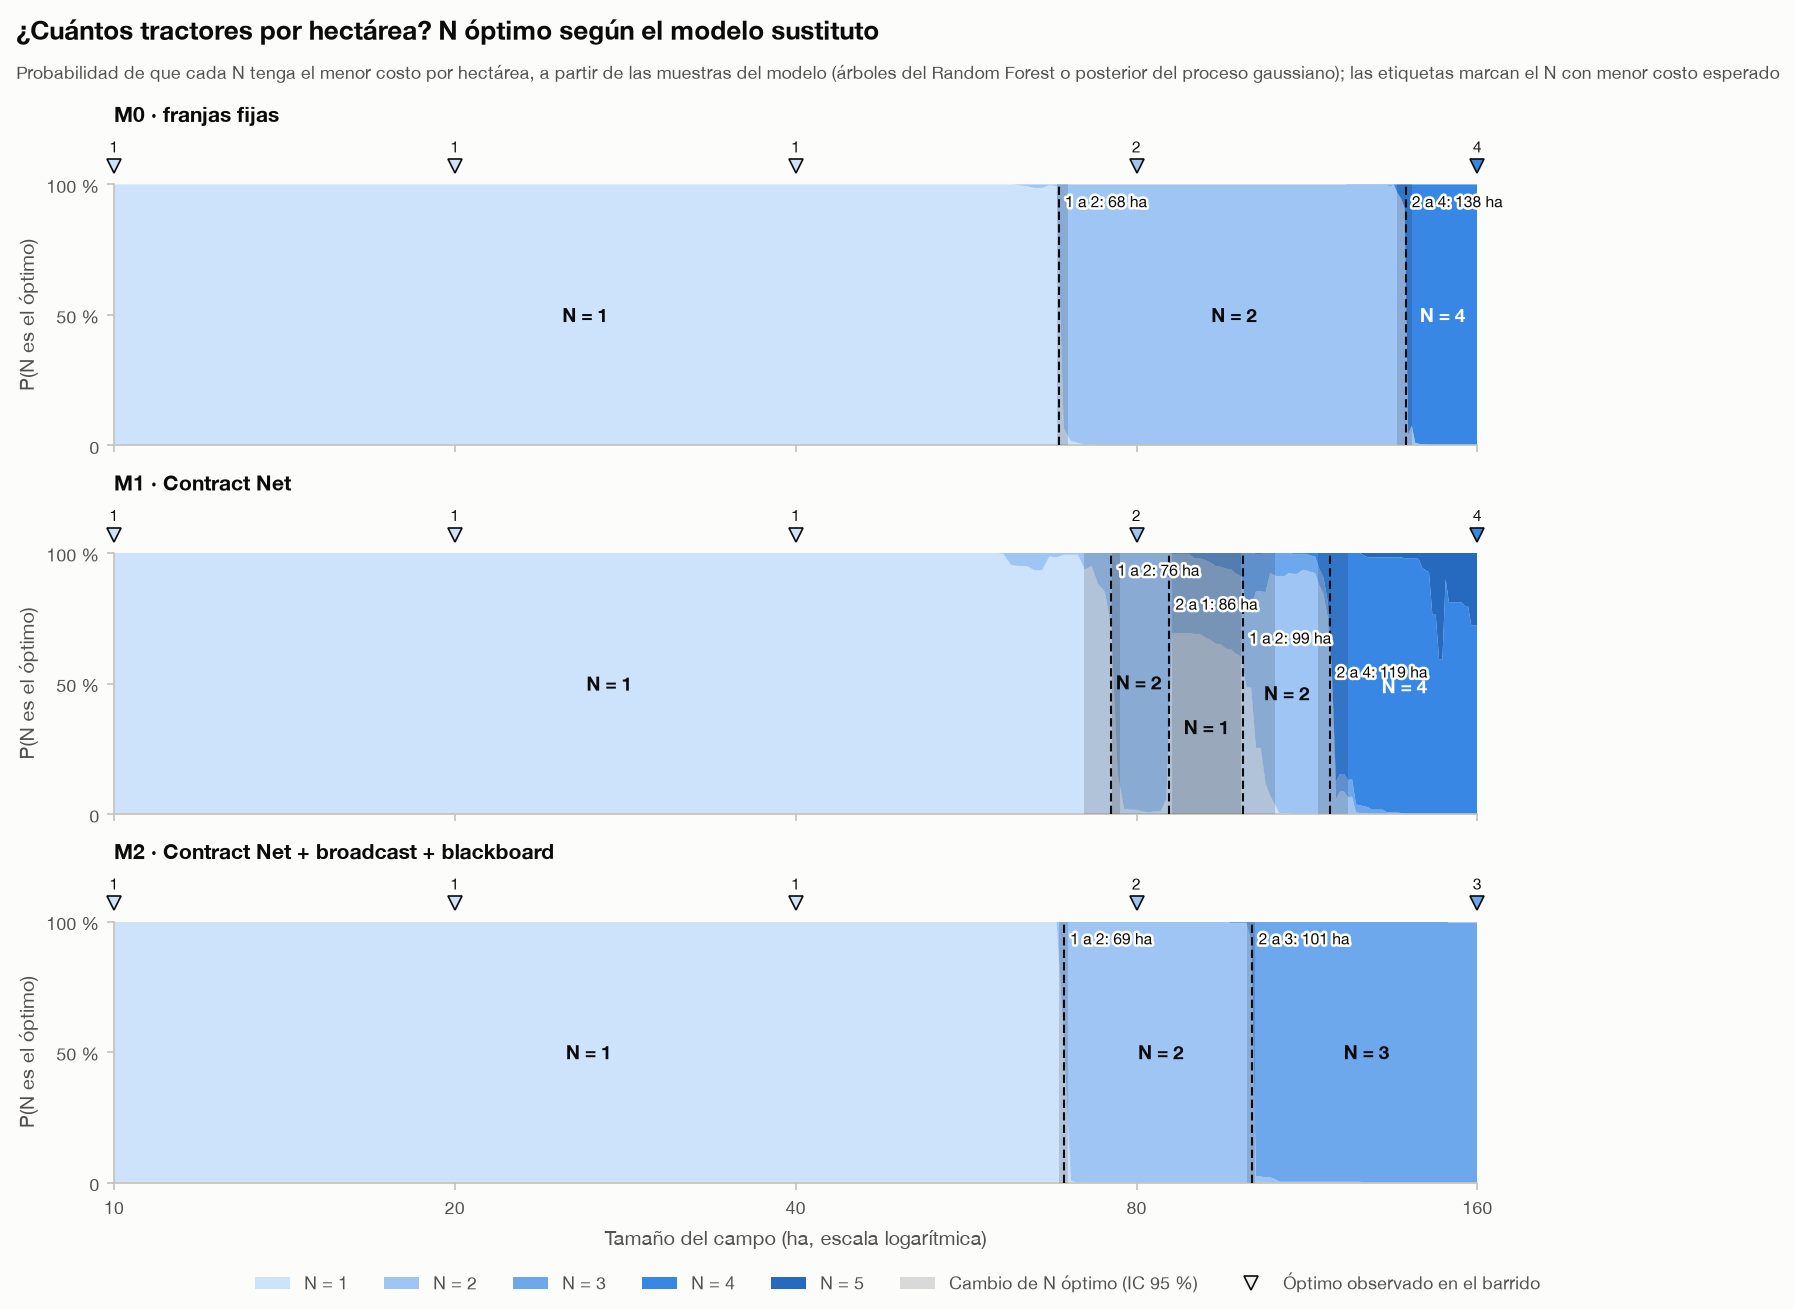 ¿Cuántos tractores por hectárea? N óptimo según el modelo sustituto
Probabilidad de que cada N tenga el menor costo por hectárea, a partir de las muestras del modelo (árboles del Random Forest o posterior del proceso gaussiano); las etiquetas marcan el N con menor costo esperado
M0 · franjas fijas
1 1 1 2 4
100 %
1 a 2: 68 ha 2 a 4: 138 ha
P(N es el óptimo)
50 %
N = 1 N = 2 N = 4
0
M1 · Contract Net
1 1 1 2 4
100 %
1 a 2: 76 ha
2 a 1: 86 ha
1 a 2: 99 ha
2 a 4: 119 ha
P(N es el óptimo)
50 %
N = 1 N = 2 N = 1 N = 2 N = 4
0
M2 · Contract Net + broadcast + blackboard
1 1 1 2 3
100 %
1 a 2: 69 ha 2 a 3: 101 ha
P(N es el óptimo)
50 %
N = 1 N = 2 N = 3
0
10 20 40 80 160
Tamaño del campo (ha, escala logarítmica)
N = 1 N = 2 N = 3 N = 4 N = 5 Cambio de N óptimo (IC 95 %) Óptimo observado en el barrido